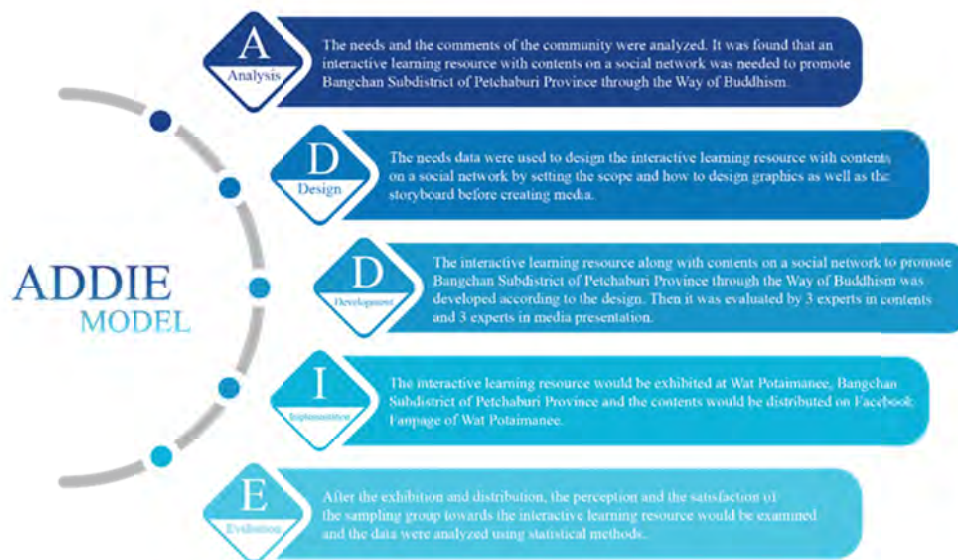 ADDIE
MODEL
A
Analysis
The needs and the comments of the community were analyzed. It was found that an
interactive learning resource with contents on a social network was needed to promote
Bangchan Subdistrict of Petchaburi Province through the Way of Buddhism.
D
Design
The needs data were used to design the interactive learning resource with contents
on a social network by setting the scope and how to design graphics as well as the
storyboard before creating media.
D
Development
The interactive learning resource along with contents on a social network to promote
Bangchan Subdistrict of Petchaburi Province through the Way of Buddhism was
developed according to the design. Then it was evaluated by 3 experts in contents
and 3 experts in media presentation.
I
Implementation
The interactive learning resource would be exhibited at Wat Potaimanee, Bangchan
Subdistrict of Petchaburi Province and the contents would be distributed on Facebook
Fanpage of Wat Potaimanee.
E
Evaluation
After the exhibition and distribution, the perception and the satisfaction of
the sampling group towards the interactive learning resource would be examined
and the data were analyzed using statistical methods.